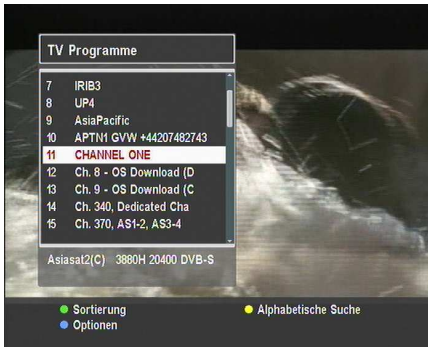 TV Programme
7 IRIB3
8 UP4
9 AsiaPacific
10 APTN1 GVW +44207482743
11 CHANNEL ONE
12 Ch. 8 - OS Download (D
13 Ch. 9 - OS Download (C
14 Ch. 340, Dedicated Cha
15 Ch. 370, AS1-2, AS3-4
Asiasat2(C) 3880H 20400 DVB-S
Sortierung
Alphabetische Suche
Optionen